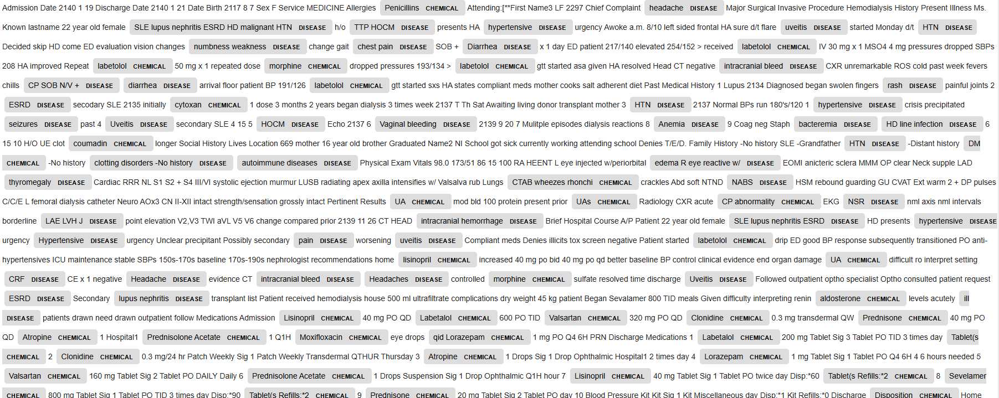 Admission Date 2140 1 19 Discharge Date 2140 1 21 Date Birth 2117 8 7 Sex F Service MEDICINE Allergies Penicillins CHEMICAL Attending:[**First Name3 LF 2297 Chief Complaint headache DISEASE Major Surgical Invasive Procedure Hemodialysis History Present Illness Ms.
Known lastname 22 year old female SLE lupus nephritis ESRD HD malignant HTN DISEASE h/o TTP HOCM DISEASE presents HA hypertensive DISEASE urgency Awoke a.m. 8/10 left sided frontal HA sure d/t flare uveitis DISEASE started Monday d/t HTN DISEASE
Decided skip HD come ED evaluation vision changes numbness weakness DISEASE change gait chest pain DISEASE SOB + Diarrhea DISEASE x 1 day ED patient 217/140 elevated 254/152 > received labetolol CHEMICAL IV 30 mg x 1 MSO4 4 mg pressures dropped SBPs
208 HA improved Repeat labetolol CHEMICAL 50 mg x 1 repeated dose morphine CHEMICAL dropped pressures 193/134 > labetolol CHEMICAL gtt started asa given HA resolved Head CT negative intracranial bleed DISEASE CXR unremarkable ROS cold past week fevers
chills CP SOB N/V + DISEASE diarrhea DISEASE arrival floor patient BP 191/126 labetolol CHEMICAL gtt started sxs HA states compliant meds mother cooks salt adherent diet Past Medical History 1 Lupus 2134 Diagnosed began swolen fingers rash DISEASE painful joints 2
ESRD DISEASE secodary SLE 2135 initially cytoxan CHEMICAL 1 dose 3 months 2 years began dialysis 3 times week 2137 T Th Sat Awaiting living donor transplant mother 3 HTN DISEASE 2137 Normal BPs run 180's/120 1 hypertensive DISEASE crisis precipitated
seizures DISEASE past 4 Uveitis DISEASE secondary SLE 4 15 5 HOCM DISEASE Echo 2137 6 Vaginal bleeding DISEASE 2139 9 20 7 Mulitple episodes dialysis reactions 8 Anemia DISEASE 9 Coag neg Staph bacteremia DISEASE HD line infection DISEASE 6
15 10 H/O UE clot coumadin CHEMICAL longer Social History Lives Location 669 mother 16 year old brother Graduated Name2 NI School got sick currently working attending school Denies T/E/D. Family History -No history SLE -Grandfather HTN DISEASE -Distant history DM
CHEMICAL -No history clotting disorders -No history DISEASE autoimmune diseases DISEASE Physical Exam Vitals 98.0 173/51 86 15 100 RA HEENT L eye injected w/periorbital edema R eye reactive w/ DISEASE EOMI anicteric sclera MMM OP clear Neck supple LAD
thyromegaly DISEASE Cardiac RRR NL S1 S2 + S4 III/VI systolic ejection murmur LUSB radiating apex axilla intensifies w/ Valsalva rub Lungs CTAB wheezes rhonchi CHEMICAL crackles Abd soft NTND NABS DISEASE HSM rebound guarding GU CVAT Ext warm 2 + DP pulses
C/C/E L femoral dialysis catheter Neuro AOx3 CN II-XII intact strength/sensation grossly intact Pertinent Results UA CHEMICAL mod bld 100 protein present prior UAs CHEMICAL Radiology CXR acute CP abnormality CHEMICAL EKG NSR DISEASE nml axis nml intervals
borderline LAE LVH J DISEASE point elevation V2,V3 TWI aVL V5 V6 change compared prior 2139 11 26 CT HEAD intracranial hemorrhage DISEASE Brief Hospital Course A/P Patient 22 year old female SLE lupus nephritis ESRD DISEASE HD presents hypertensive DISEASE
urgency Hypertensive DISEASE urgency Unclear precipitant Possibly secondary pain DISEASE worsening uveitis DISEASE Compliant meds Denies illicits tox screen negative Patient started labetolol CHEMICAL drip ED good BP response subsequently transitioned PO anti-
hypertensives ICU maintenance stable SBPs 150s-170s baseline 170s-190s nephrologist recommendations home lisinopril CHEMICAL increased 40 mg po bid 40 mg po qd better baseline BP control clinical evidence end organ damage UA CHEMICAL difficult ro interpret setting
CRF DISEASE CE x 1 negative Headache DISEASE evidence CT intracranial bleed DISEASE Headaches DISEASE controlled morphine CHEMICAL sulfate resolved time discharge Uveitis DISEASE Followed outpatient optho specialist Optho consulted patient request
ESRD DISEASE Secondary lupus nephritis DISEASE transplant list Patient received hemodialysis house 500 ml ultrafiltrate complications dry weight 45 kg patient Began Sevalamer 800 TID meals Given difficulty interpreting renin aldosterone CHEMICAL levels acutely ill
DISEASE patients drawn need drawn outpatient follow Medications Admission Lisinopril CHEMICAL 40 mg PO QD Labetalol CHEMICAL 600 PO TID Valsartan CHEMICAL 320 mg PO QD Clonidine CHEMICAL 0.3 mg transdermal QW Prednisone CHEMICAL 40 mg PO
QD Atropine CHEMICAL 1 Hospital1 Prednisolone Acetate CHEMICAL 1 Q1H Moxifloxacin CHEMICAL eye drops qid Lorazepam CHEMICAL 1 mg PO Q4 6H PRN Discharge Medications 1 Labetalol CHEMICAL 200 mg Tablet Sig 3 Tablet PO TID 3 times day Tablet(s
CHEMICAL 2 Clonidine CHEMICAL 0.3 mg/24 hr Patch Weekly Sig 1 Patch Weekly Transdermal QTHUR Thursday 3 Atropine CHEMICAL 1 Drops Sig 1 Drop Ophthalmic Hospital1 2 times day 4 Lorazepam CHEMICAL 1 mg Tablet Sig 1 Tablet PO Q4 6H 4 6 hours needed 5
Valsartan CHEMICAL 160 mg Tablet Sig 2 Tablet PO DAILY Daily 6 Prednisolone Acetate CHEMICAL 1 Drops Suspension Sig 1 Drop Ophthalmic Q1H hour 7 Lisinopril CHEMICAL 40 mg Tablet Sig 1 Tablet PO twice day Disp:*60 Tablet(s Refills:*2 CHEMICAL 8 Sevelamer
CHEMICAL 800 mg Tablet Sig 1 Tablet PO TID 3 times day Disp:*90 Tablet(s Refills:*2 CHEMICAL 9 Prednisone CHEMICAL 20 mg Tablet Sig 2 Tablet PO day 10 Blood Pressure Kit Kit Sig 1 Kit Miscellaneous day Disp:*1 Kit Refills:*0 Discharge Disposition CHEMICAL Home